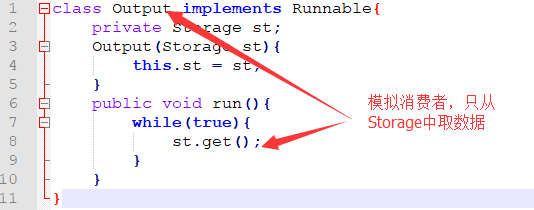 1 class Output implements Runnable{
2 private Storage st;
3 Output(Storage st){
4 this.st = st;
5 }
6 public void run(){
7 while(true){
8 st.get();
9 }
10 }
11 }
模拟消费者，只从
Storage中取数据